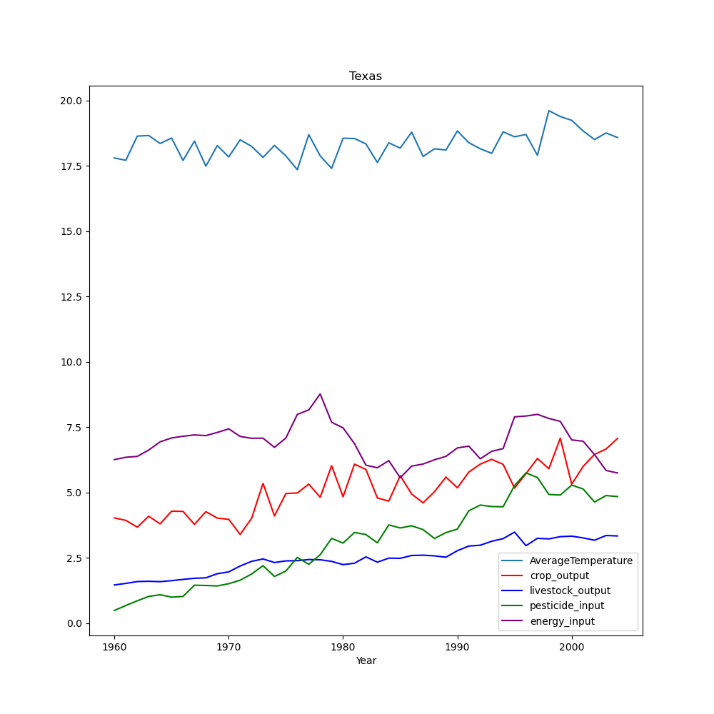 Texas
20.0
17.5
15.0
12.5
10.0
7.5
5.0
2.5
0.0
AverageTemperature
crop_output
livestock_output
pesticide_input
energy_input
1960 1970 1980 1990 2000
Year